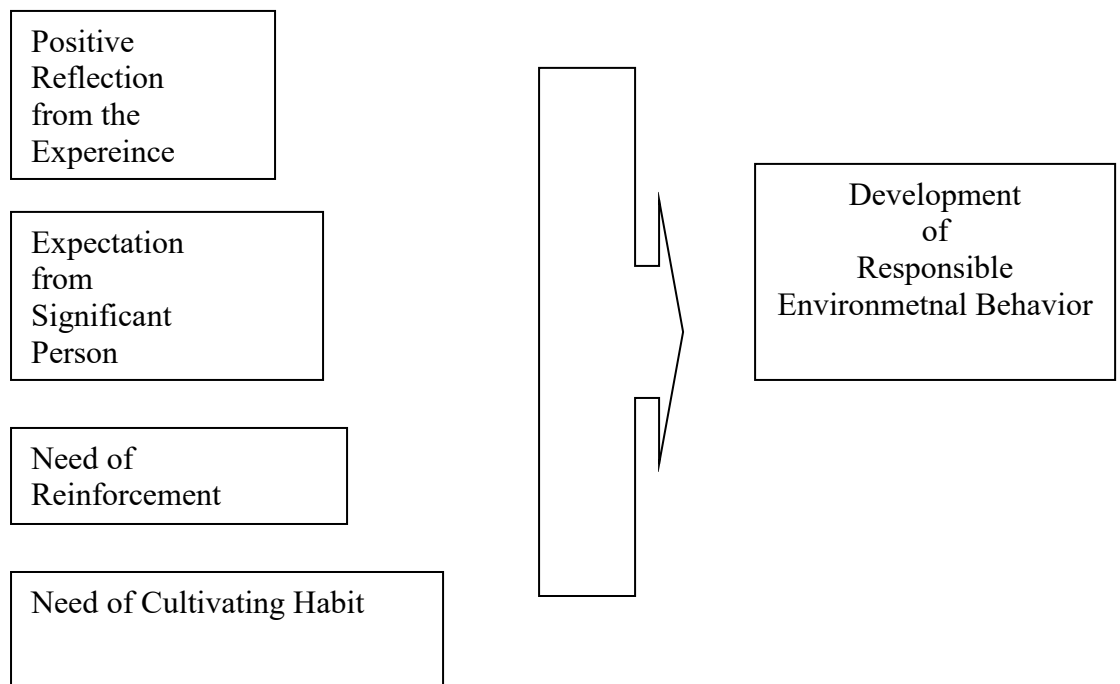 Positive
Reflection
from the
Expereince
Expectation
from
Significant
Person
Need of
Reinforcement
Need of Cultivating Habit
Development
of
Responsible
Environmetnal Behavior